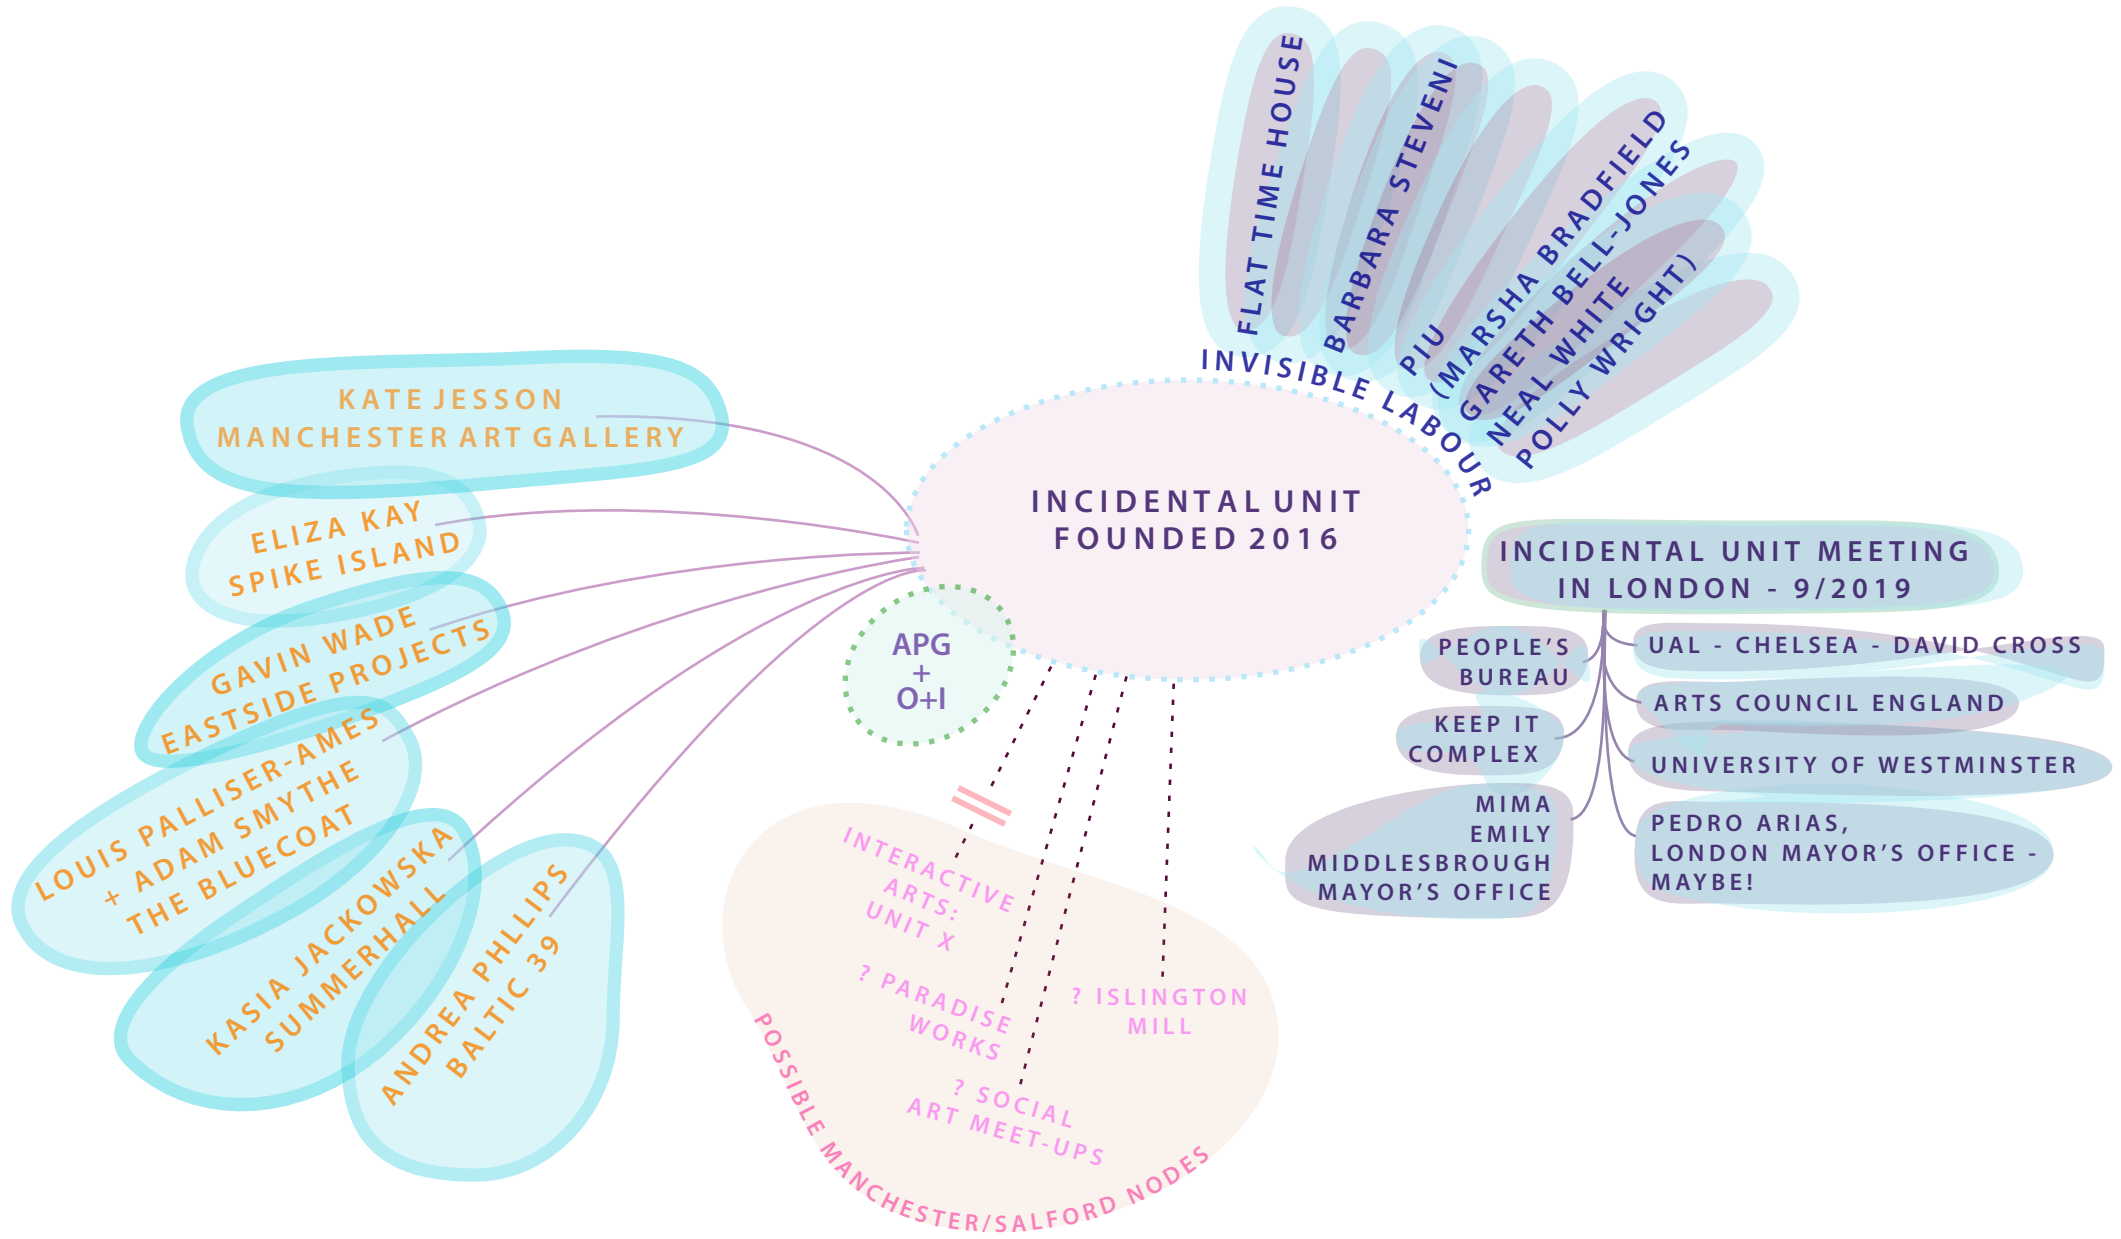 FLAT TIME HOUSE
BARBARA STEVENI
PIU
(MARSHA BRADFIELD
GARETH BELL-JONES
NEAL WHITE
POLLY WRIGHT)
INVISIBLE LABOUR
KATE JESSON
MANCHESTER ART GALLERY
ELIZA KAY
SPIKE ISLAND
GAVIN WADE
EASTSIDE PROJECTS
LOUIS PALLISER-AMES
+ ADAM SMYTHE
THE BLUECOAT
KASIA JACKOWSKA
SUMMERHALL
ANDREA PHLLIPS
BALTIC 39
INCIDENTAL UNIT
FOUNDED 2016
APG
+
O+I
INTERACTIVE
ARTS:
UNIT X
? PARADISE
WORKS
? SOCIAL
ART MEET-UPS
? ISLINGTON
MILL
POSSIBLE MANCHESTER/SALFORD NODES
INCIDENTAL UNIT MEETING
IN LONDON - 9/2019
PEOPLE'S
BUREAU
KEEP IT
COMPLEX
MIMA
EMILY
MIDDLESBROUGH
MAYOR'S OFFICE
UAL - CHELSEA - DAVID CROSS
ARTS COUNCIL ENGLAND
UNIVERSITY OF WESTMINSTER
PEDRO ARIAS,
LONDON MAYOR'S OFFICE -
MAYBE!